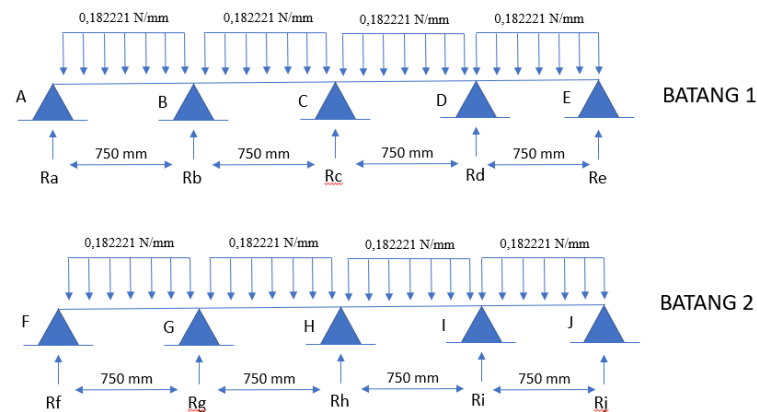 0,182221 N/mm 0,182221 N/mm 0,182221 N/mm 0,182221 N/mm
A B C D E BATANG 1
750 mm 750 mm 750 mm 750 mm
Ra Rb Rc Rd Re
0,182221 N/mm 0,182221 N/mm 0,182221 N/mm 0,182221 N/mm
F G H I J BATANG 2
750 mm 750 mm 750 mm 750 mm
Rf Rg Rh Ri Rj